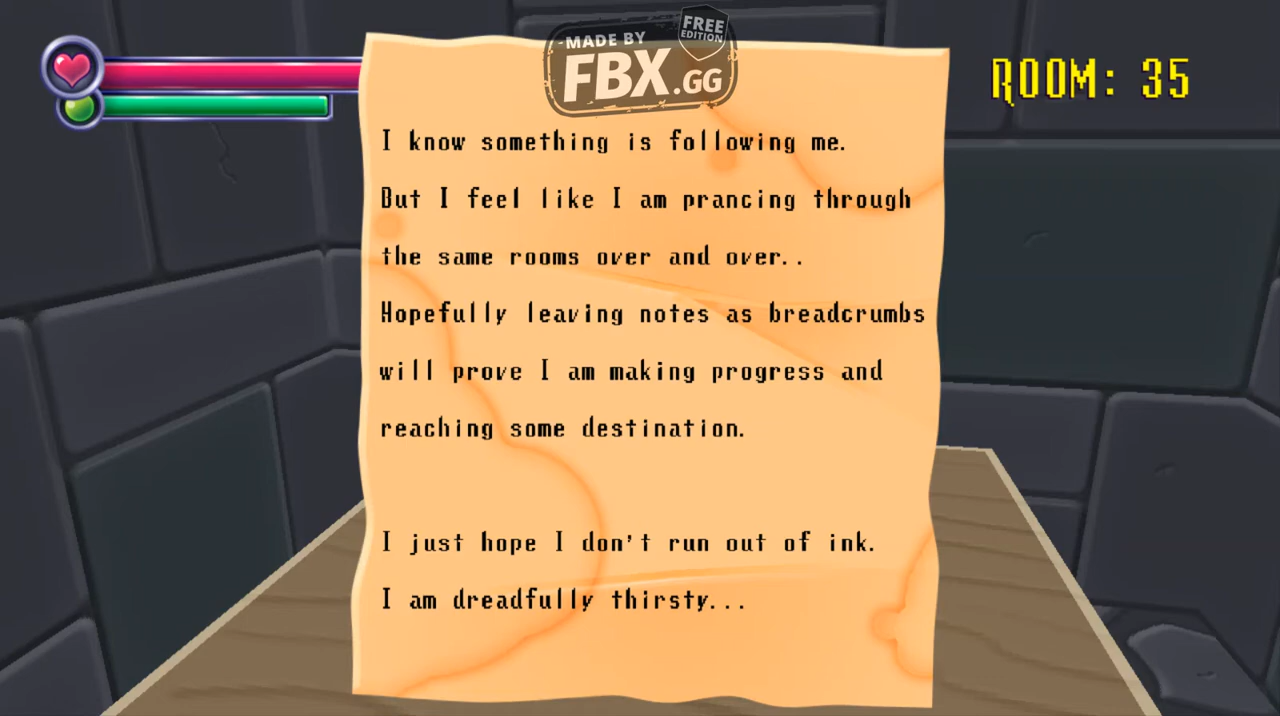 MADE BY
FREE
EDITION
FBX.GG
ROOM: 35
I know something is following me.
But I feel like I am prancing through
the same rooms over and over..
Hopefully leaving notes as breadcrumbs
will prove I am making progress and
reaching some destination.
I just hope I don't run out of ink.
I am dreadfully thirsty...